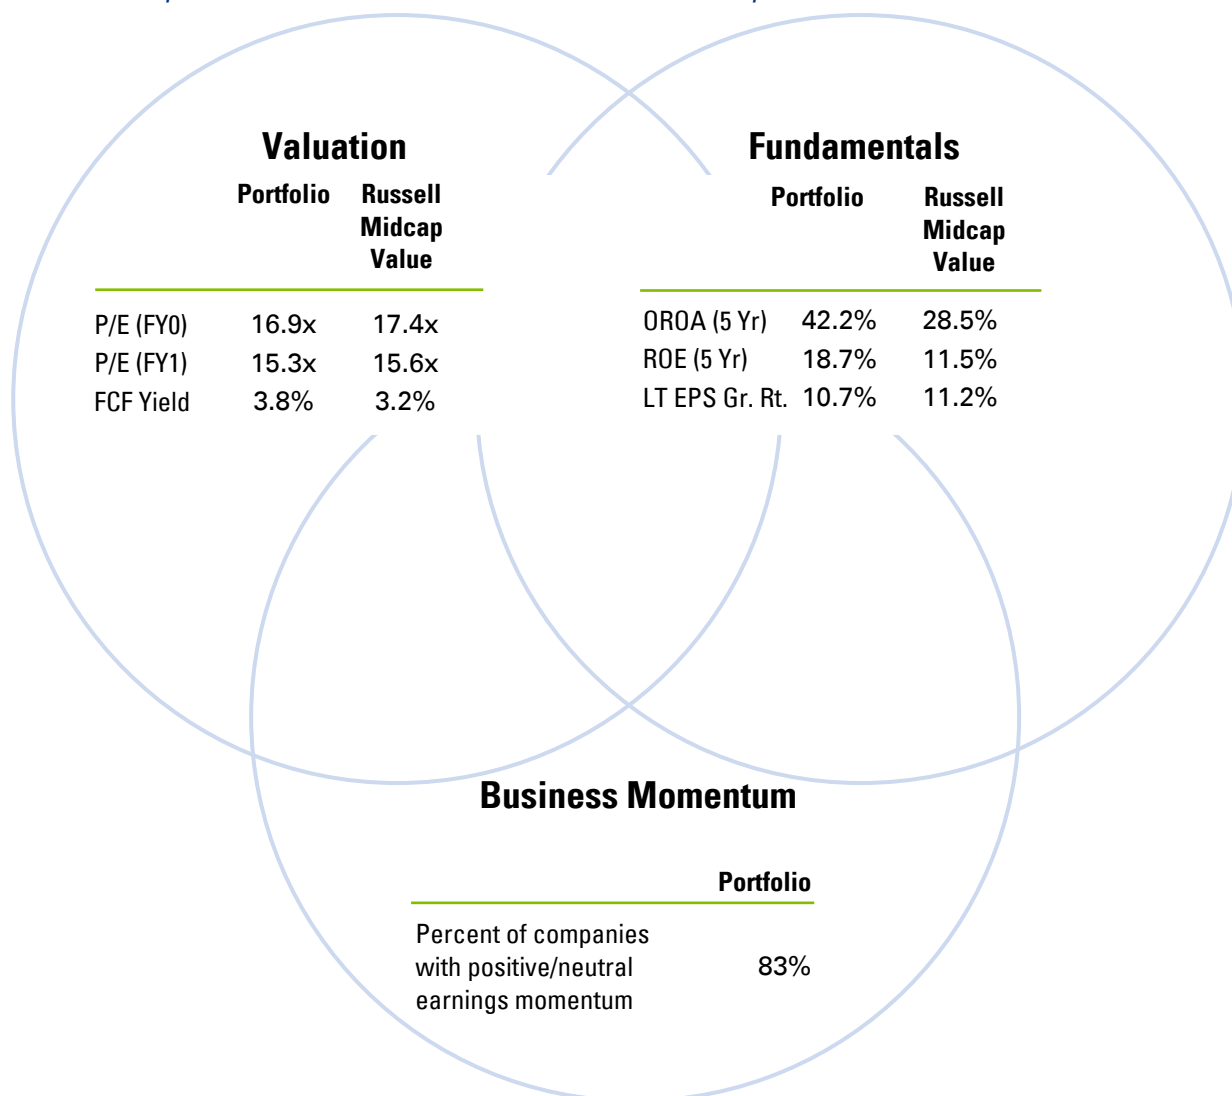 Valuation
Portfolio Russell
Midcap
Value
P/E (FY0) 16.9x 17.4x
P/E (FY1) 15.3x 15.6x
FCF Yield 3.8% 3.2%
Fundamentals
Portfolio Russell
Midcap
Value
OROA (5 Yr) 42.2% 28.5%
ROE (5 Yr) 18.7% 11.5%
LT EPS Gr. Rt. 10.7% 11.2%
Business Momentum
Portfolio
Percent of companies
with positive/neutral 83%
earnings momentum